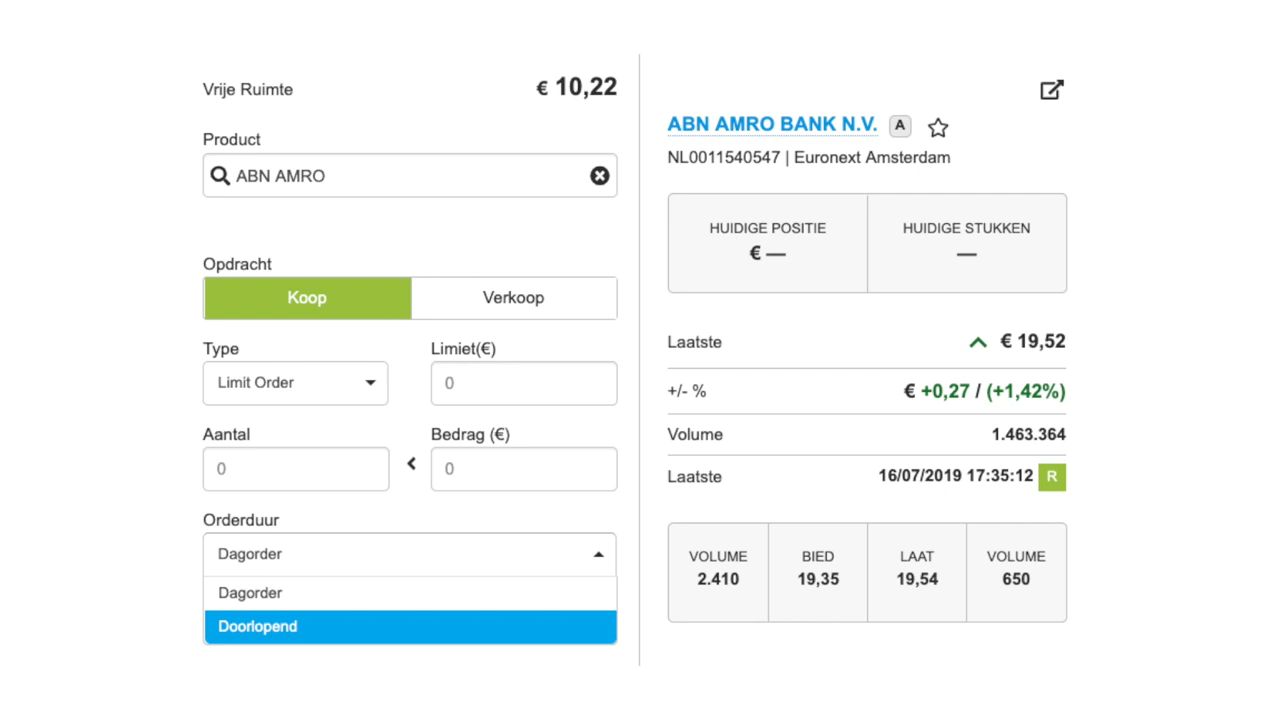 Vrije Ruimte € 10,22
Product
ABN AMRO
Opdracht
Koop Verkoop
Type Limiet(€)
Limit Order 0
Aantal Bedrag (€)
0 0
Orderduur
Dagorder
Dagorder
Doorlopend
ABN AMRO BANK N.V. A
NL0011540547 | Euronext Amsterdam
HUIDIGE POSITIE HUIDIGE STUKKEN
€ — —
Laatste € 19,52
+/- % € +0,27 / (+1,42%)
Volume 1.463.364
Laatste 16/07/2019 17:35:12 R
VOLUME BIED LAAT VOLUME
2.410 19,35 19,54 650